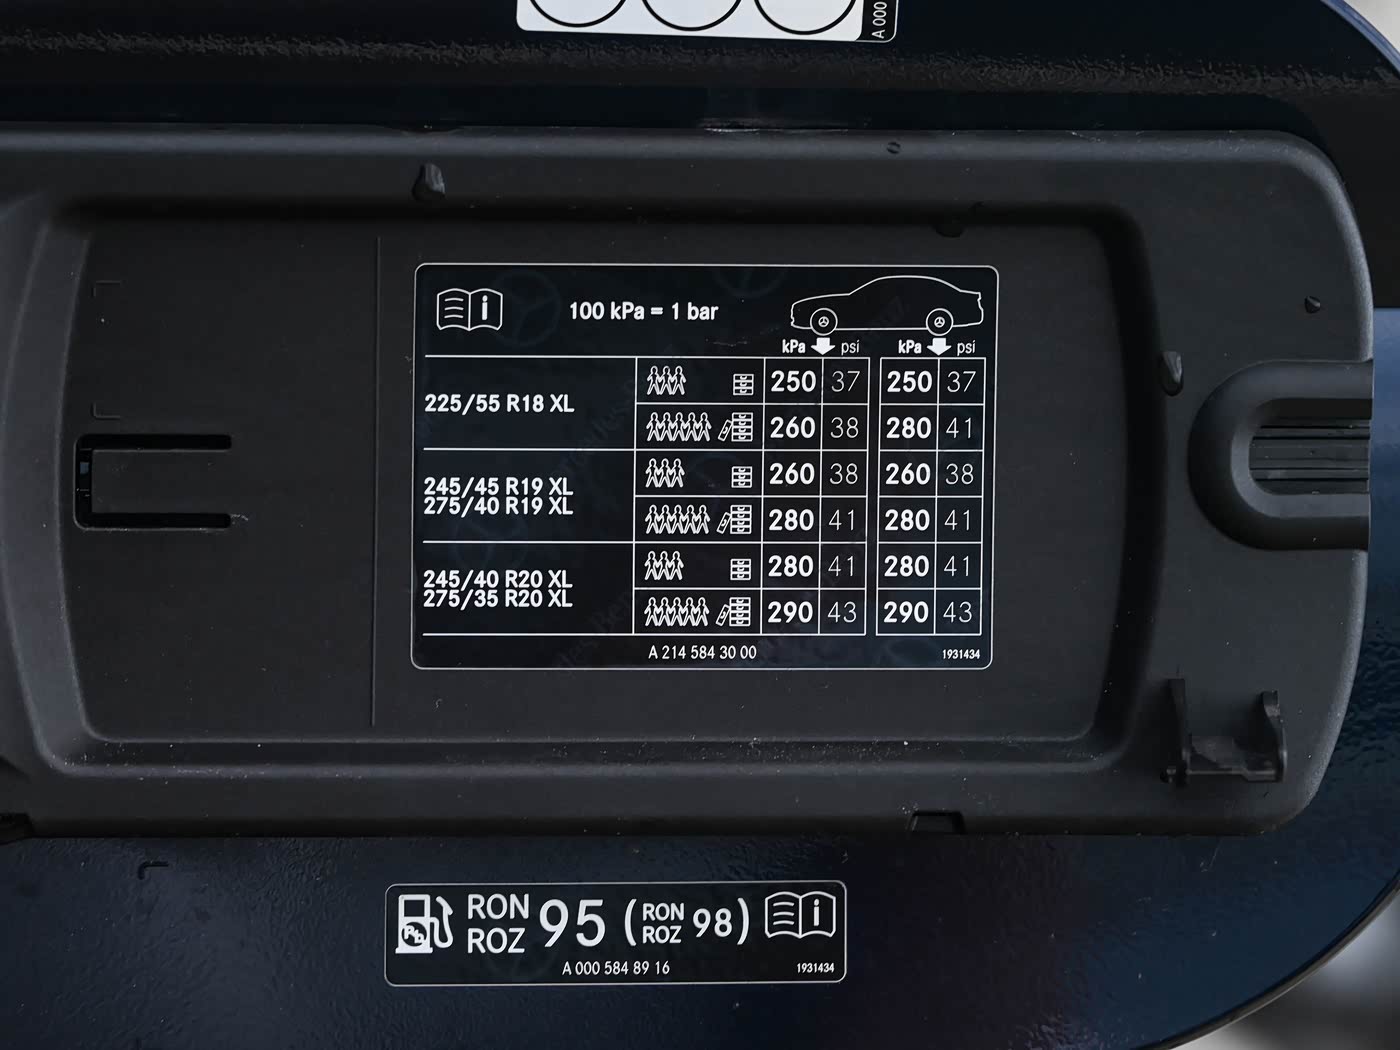 A 000
100 kPa = 1 bar
kPa psi kPa psi
225/55 R18 XL
250 37 250 37
260 38 280 41
245/45 R19 XL
275/40 R19 XL
260 38 260 38
280 41 280 41
245/40 R20 XL
275/35 R20 XL
280 41 280 41
290 43 290 43
A 214 584 30 00 1931434
RON
ROZ
95
(RON
ROZ 98)
Pb
A 000 584 89 16 1931434